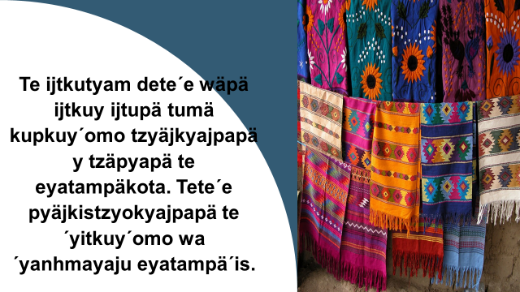 Te ijtkutyam dete´e wäpä
ijtkuy ijtupä tumä
kupkuy´omo tzyäjkyajpapä
y tzäpyapä te
eyatampäkota. Tete´e
pyäjkistzyokyajpapä te
´yitkuy´omo wa
´yanhmayaju eyatampä´is.